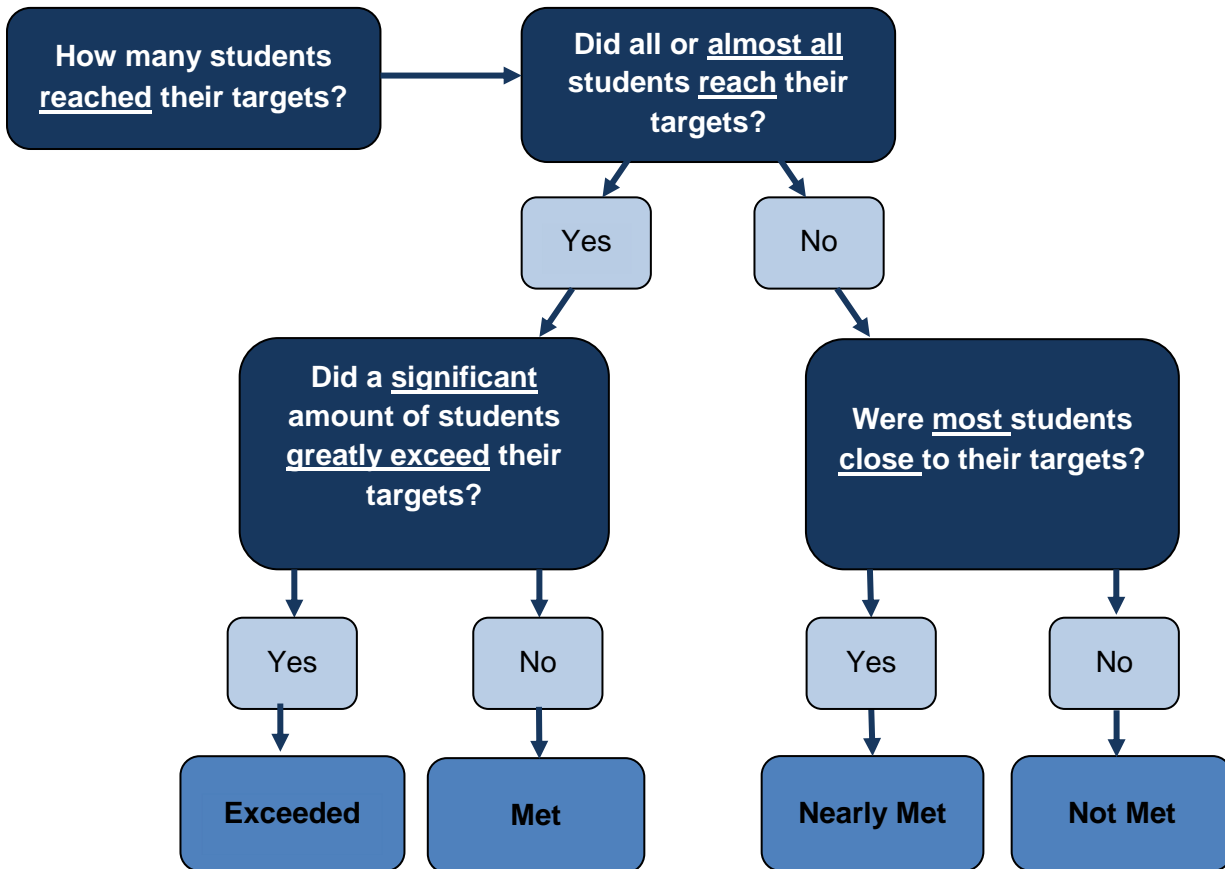 How many students
reached their targets?
Did all or almost all
students reach their
targets?
Yes
No
Did a significant
amount of students
greatly exceed their
targets?
Were most students
close to their targets?
Yes
No
Yes
No
Exceeded
Met
Nearly Met
Not Met